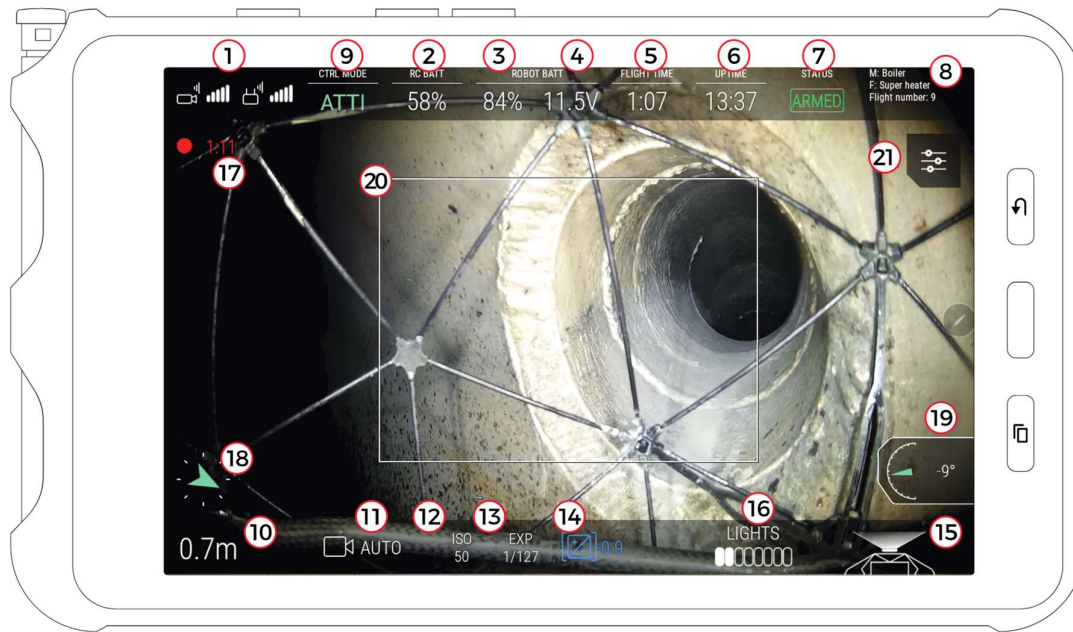 1
9
2
3
4
5
6
7
8
CTRL MODE
RC BATT
ROBOT BATT
FLIGHT TIME
UPTIME
STATUS
M: Boiler
F: Super heater
Flight number: 9
ATTI
58%
84%
11.5V
1:07
13:37
ARMED
1:11
17
20
21
18
19
-9°
10
11
12
13
14
16
15
0.7m
AUTO
ISO
50
EXP
1/127
0.9
LIGHTS